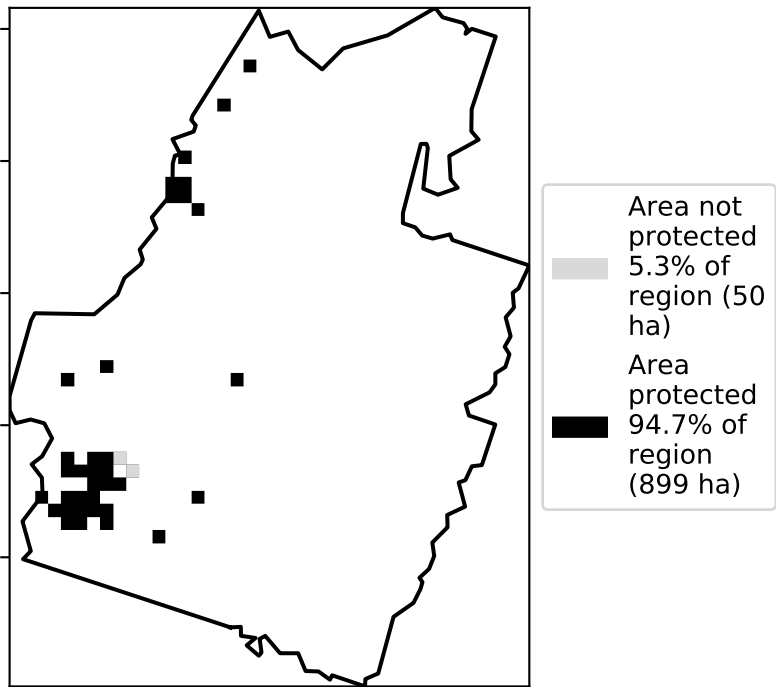 Area not
protected
5.3% of
region (50
ha)
Area
protected
94.7% of
region
(899 ha)